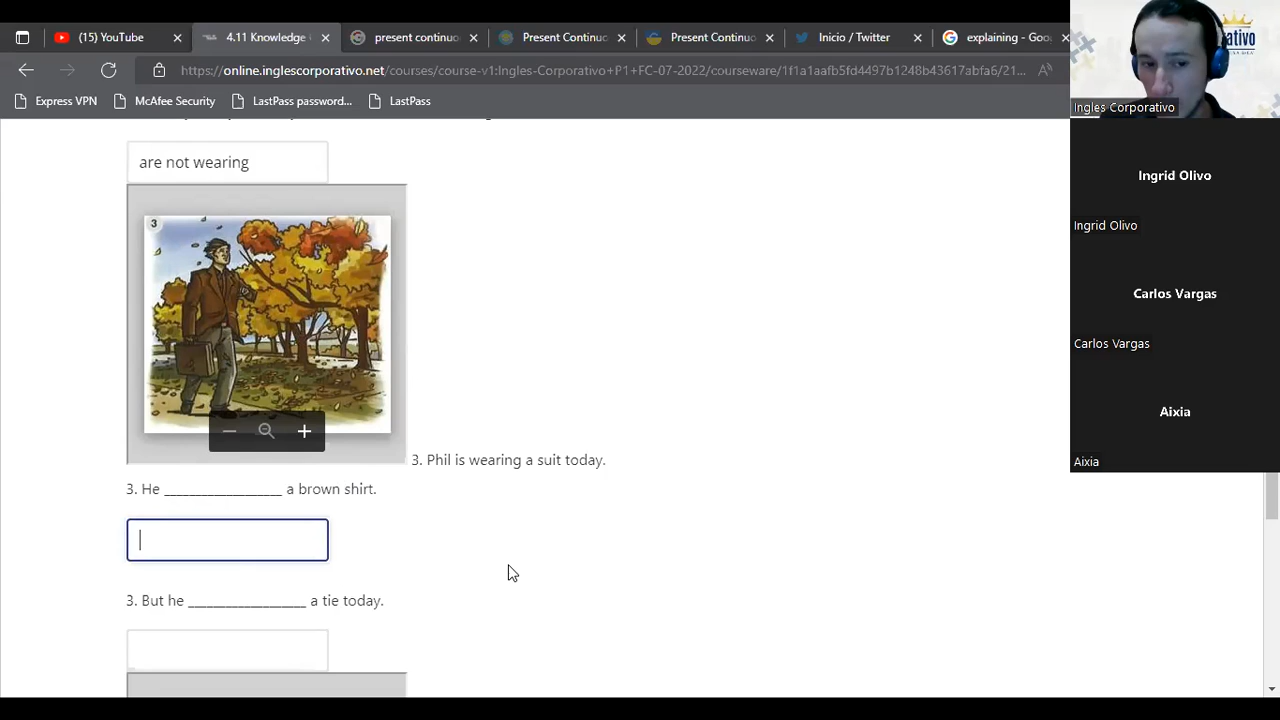 (15) YouTube
4.11 Knowledge
present continuo
Present Continuo
Present Continuo
Inicio / Twitter
explaining - Goo
https://online.inglescorporativo.net/courses/course-v1:Ingles-Corporativo+P1+FC-07-2022/courseware/1f1a1aafb5fd4497b1248b43617abfa6/21...
Express VPN
McAfee Security
LastPass password...
LastPass
are not wearing
3
3. Phil is wearing a suit today.
3. He __________________ a brown shirt.
3. But he __________________ a tie today.
Ingles Corporativo
Ingrid Olivo
Ingrid Olivo
Carlos Vargas
Carlos Vargas
Aixia
Aixia